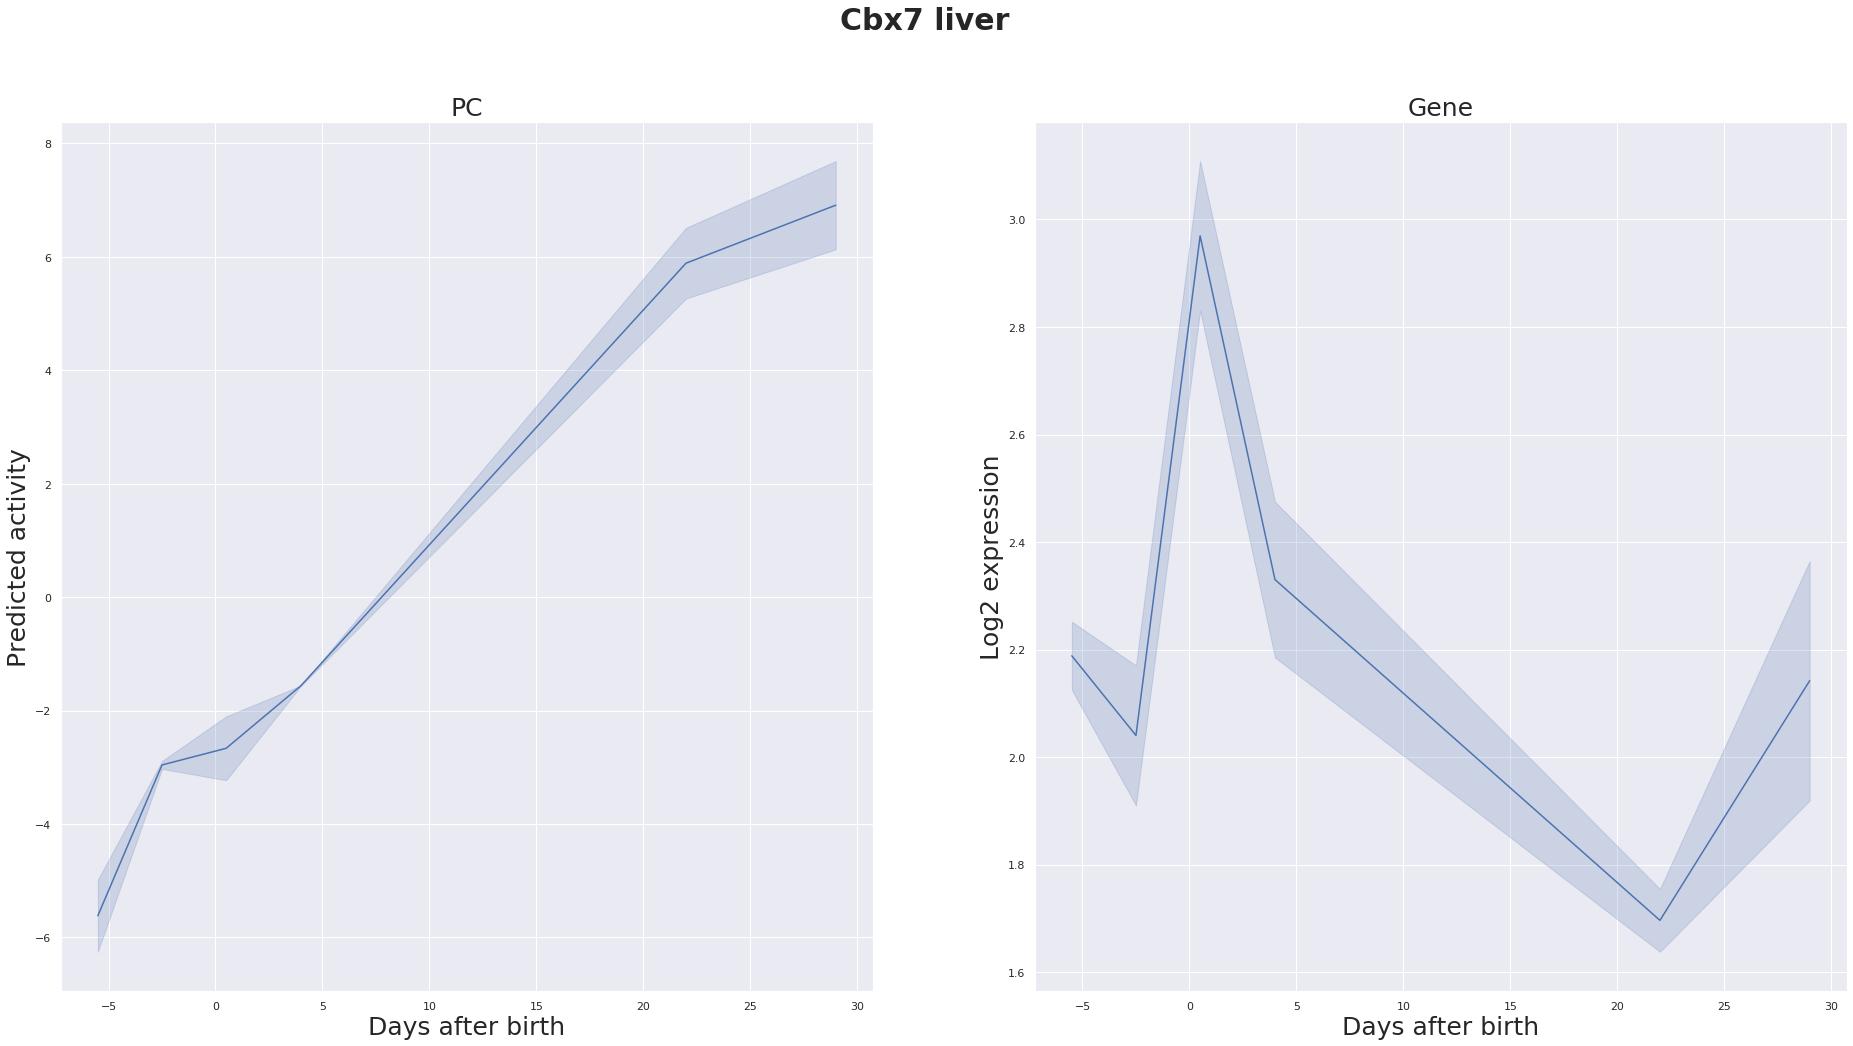 Cbx7 liver
PC
Predicted activity
8
6
4
2
0
−2
−4
−6
−5 0 5 10 15 20 25 30
Days after birth
Gene
Log2 expression
3.0
2.8
2.6
2.4
2.2
2.0
1.8
1.6
−5 0 5 10 15 20 25 30
Days after birth